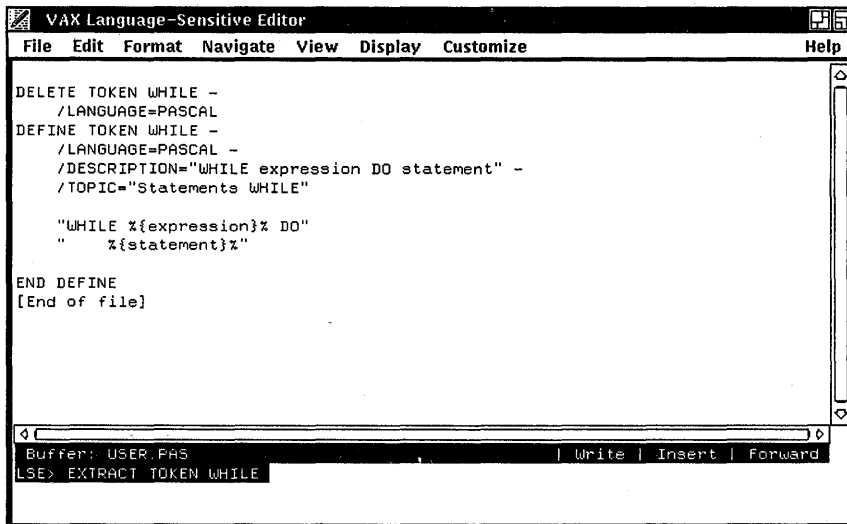 VAX Language-Sensitive Editor
File Edit Format Navigate View Display Customize Help
DELETE TOKEN WHILE -
    /LANGUAGE=PASCAL
DEFINE TOKEN WHILE -
    /LANGUAGE=PASCAL -
    /DESCRIPTION="WHILE expression DO statement" -
    /TOPIC="Statements WHILE"
    "WHILE %{expression}% DO"
    "    %{statement}%"
END DEFINE
[End of file]
Buffer: USER.PAS | Write | Insert | Forward
LSE> EXTRACT TOKEN WHILE